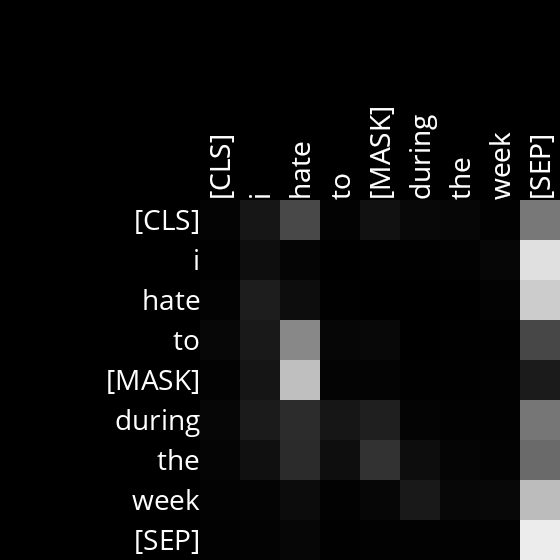 [CLS]
i
hate
to
[MASK]
during
the
week
[SEP]
[CLS]
i
hate
to
[MASK]
during
the
week
[SEP]